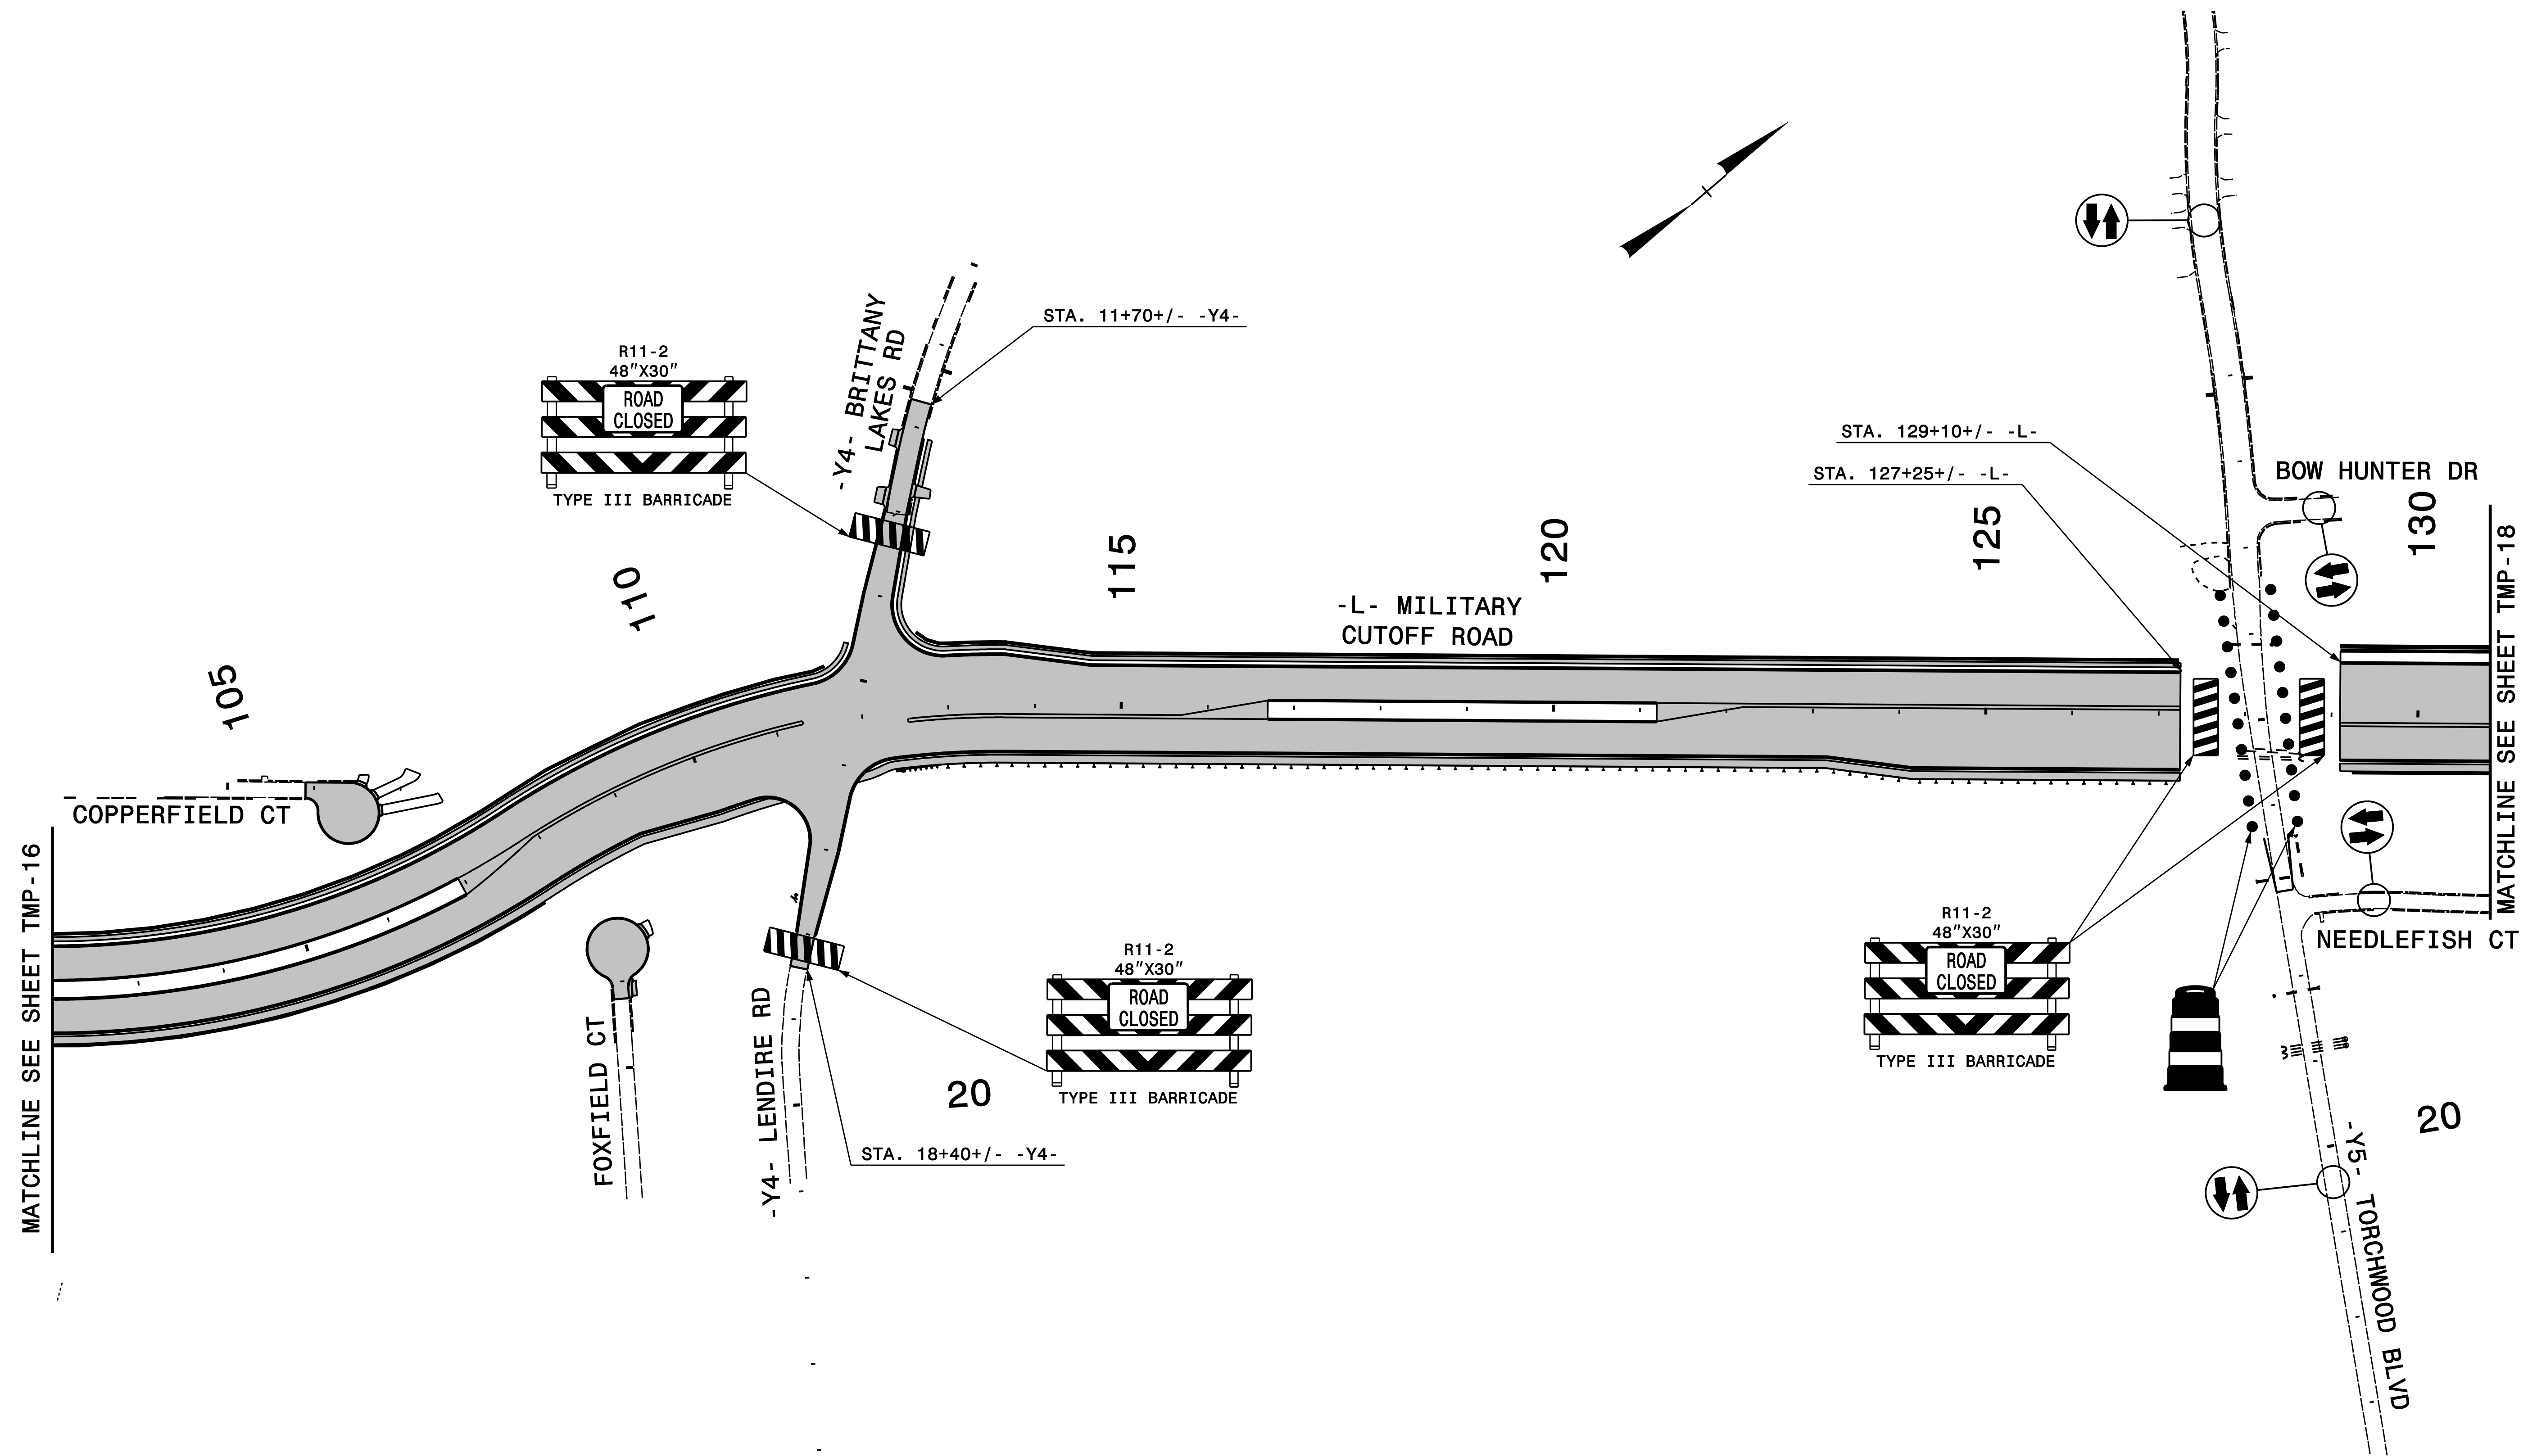 STA. 11+70+/- -Y4-
-Y4- BRITTANY
LAKES RD
R11-2
48"X30"
ROAD
CLOSED
TYPE III BARRICADE
STA. 129+10+/- -L-
STA. 127+25+/- -L-
BOW HUNTER DR
105
110
115
120
125
130
-L- MILITARY
CUTOFF ROAD
MATCHLINE SEE SHEET TMP-18
COPPERFIELD CT
MATCHLINE SEE SHEET TMP-16
FOXFIELD CT
-Y4- LENDIRE RD
20
R11-2
48"X30"
ROAD
CLOSED
TYPE III BARRICADE
STA. 18+40+/- -Y4-
R11-2
48"X30"
ROAD
CLOSED
TYPE III BARRICADE
NEEDLEFISH CT
20
-Y5- TORCHWOOD BLVD